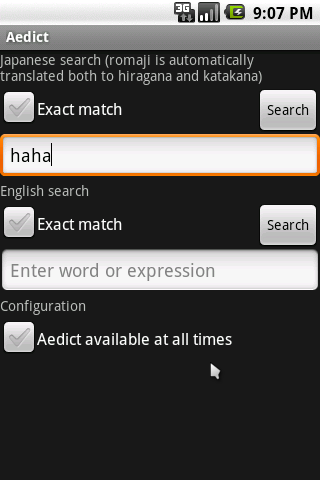 3G 9:07 PM
Aedict
Japanese search (romaji is automatically
translated both to hiragana and katakana)
Exact match Search
haha
English search
Exact match Search
Enter word or expression
Configuration
Aedict available at all times